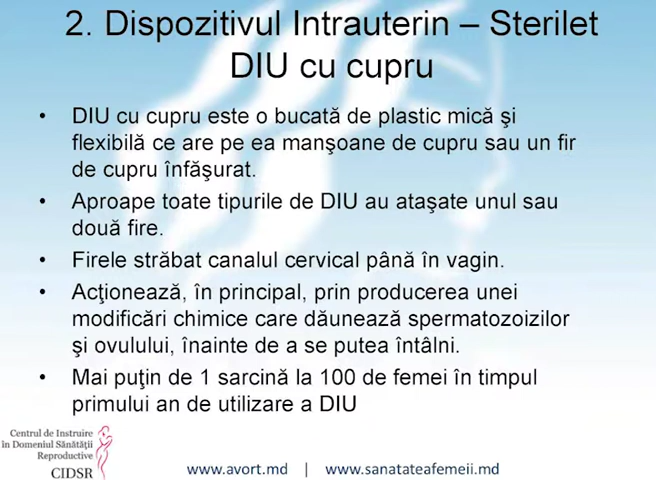 2. Dispozitivul Intrauterin – Sterilet
DIU cu cupru
• DIU cu cupru este o bucată de plastic mică şi
flexibilă ce are pe ea manşoane de cupru sau un fir
de cupru înfăşurat.
• Aproape toate tipurile de DIU au ataşate unul sau
două fire.
• Firele străbat canalul cervical până în vagin.
• Acţionează, în principal, prin producerea unei
modificări chimice care dăunează spermatozoizilor
şi ovulului, înainte de a se putea întâlni.
• Mai puţin de 1 sarcină la 100 de femei în timpul
primului an de utilizare a DIU
Centrul de Instruire
în Domeniul Sănătăţii
Reproductive
CIDSR
www.avort.md | www.sanatateafemeii.md